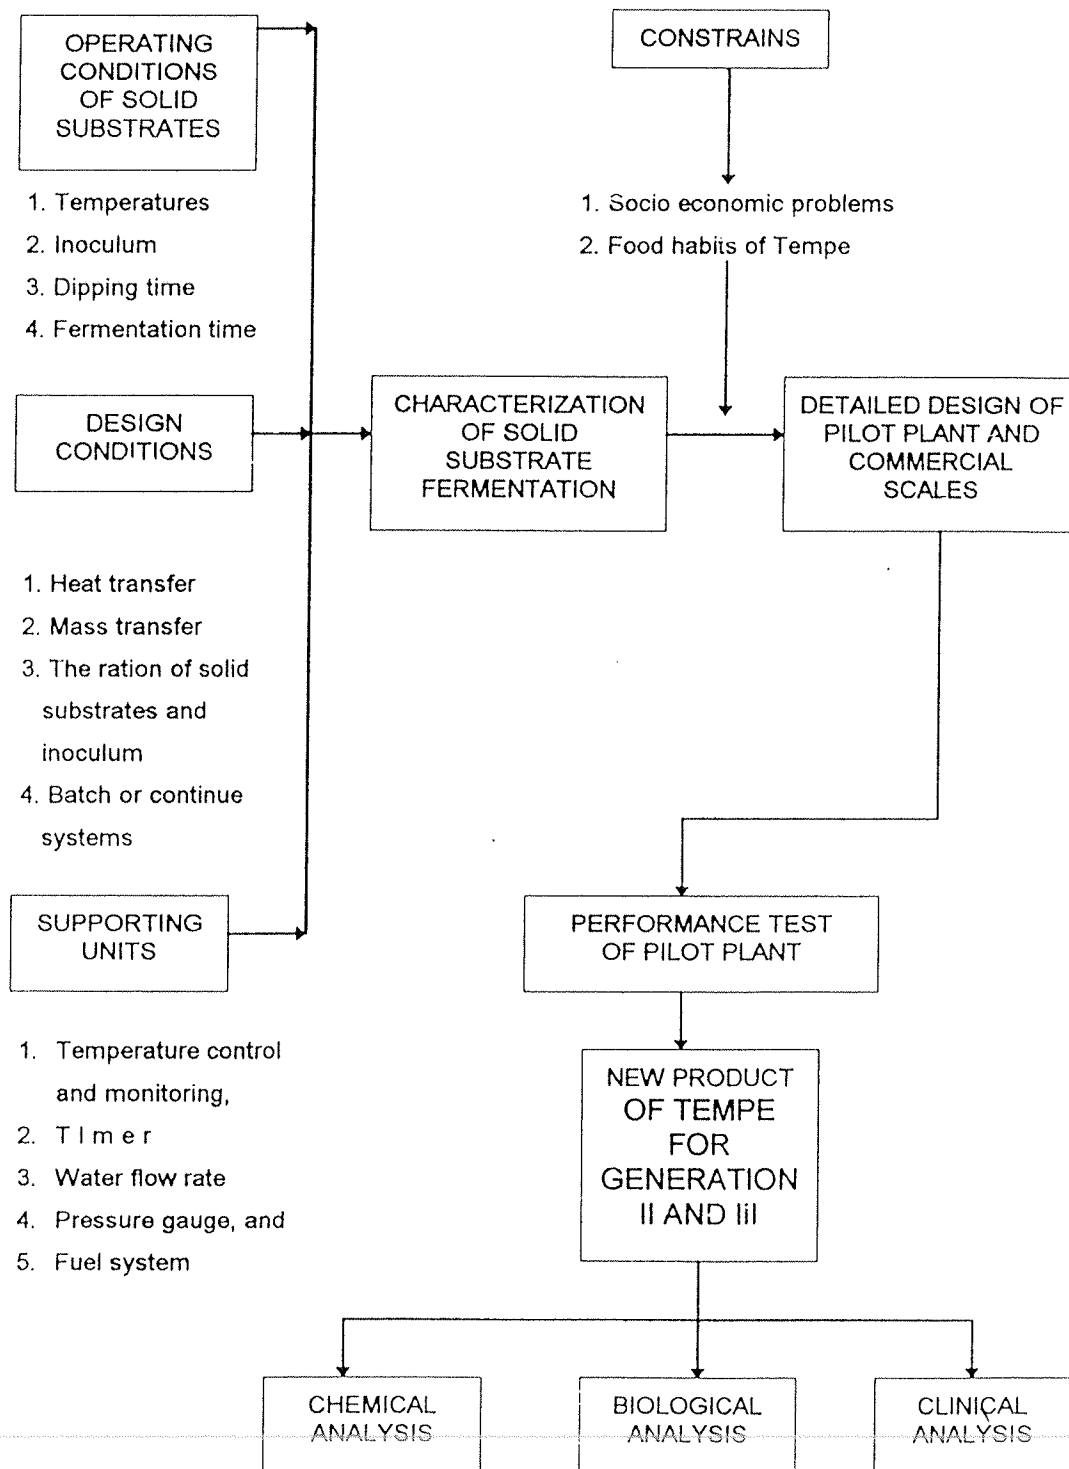 OPERATING
CONDITIONS
OF SOLID
SUBSTRATES
1. Temperatures
2. Inoculum
3. Dipping time
4. Fermentation time
CONSTRAINS
1. Socio economic problems
2. Food habits of Tempe
DESIGN
CONDITIONS
CHARACTERIZATION
OF SOLID
SUBSTRATE
FERMENTATION
DETAILED DESIGN OF
PILOT PLANT AND
COMMERCIAL
SCALES
1. Heat transfer
2. Mass transfer
3. The ration of solid
substrates and
inoculum
4. Batch or continue
systems
SUPPORTING
UNITS
1. Temperature control
and monitoring,
2. T I m e r
3. Water flow rate
4. Pressure gauge, and
5. Fuel system
PERFORMANCE TEST
OF PILOT PLANT
NEW PRODUCT
OF TEMPE
FOR
GENERATION
II AND IiI
CHEMICAL
ANALYSIS
BIOLOGICAL
ANALYSIS
CLINICAL
ANALYSIS